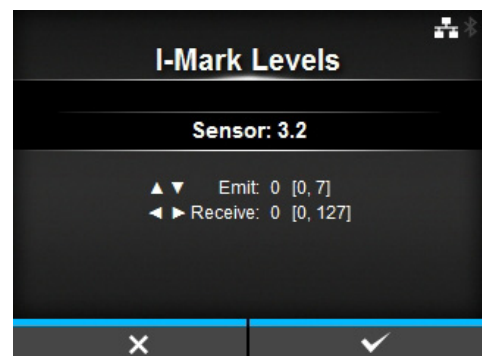 I-Mark Levels
Sensor: 3.2
▲ ▼ Emit: 0 [0, 7]
◄ ► Receive: 0 [0, 127]